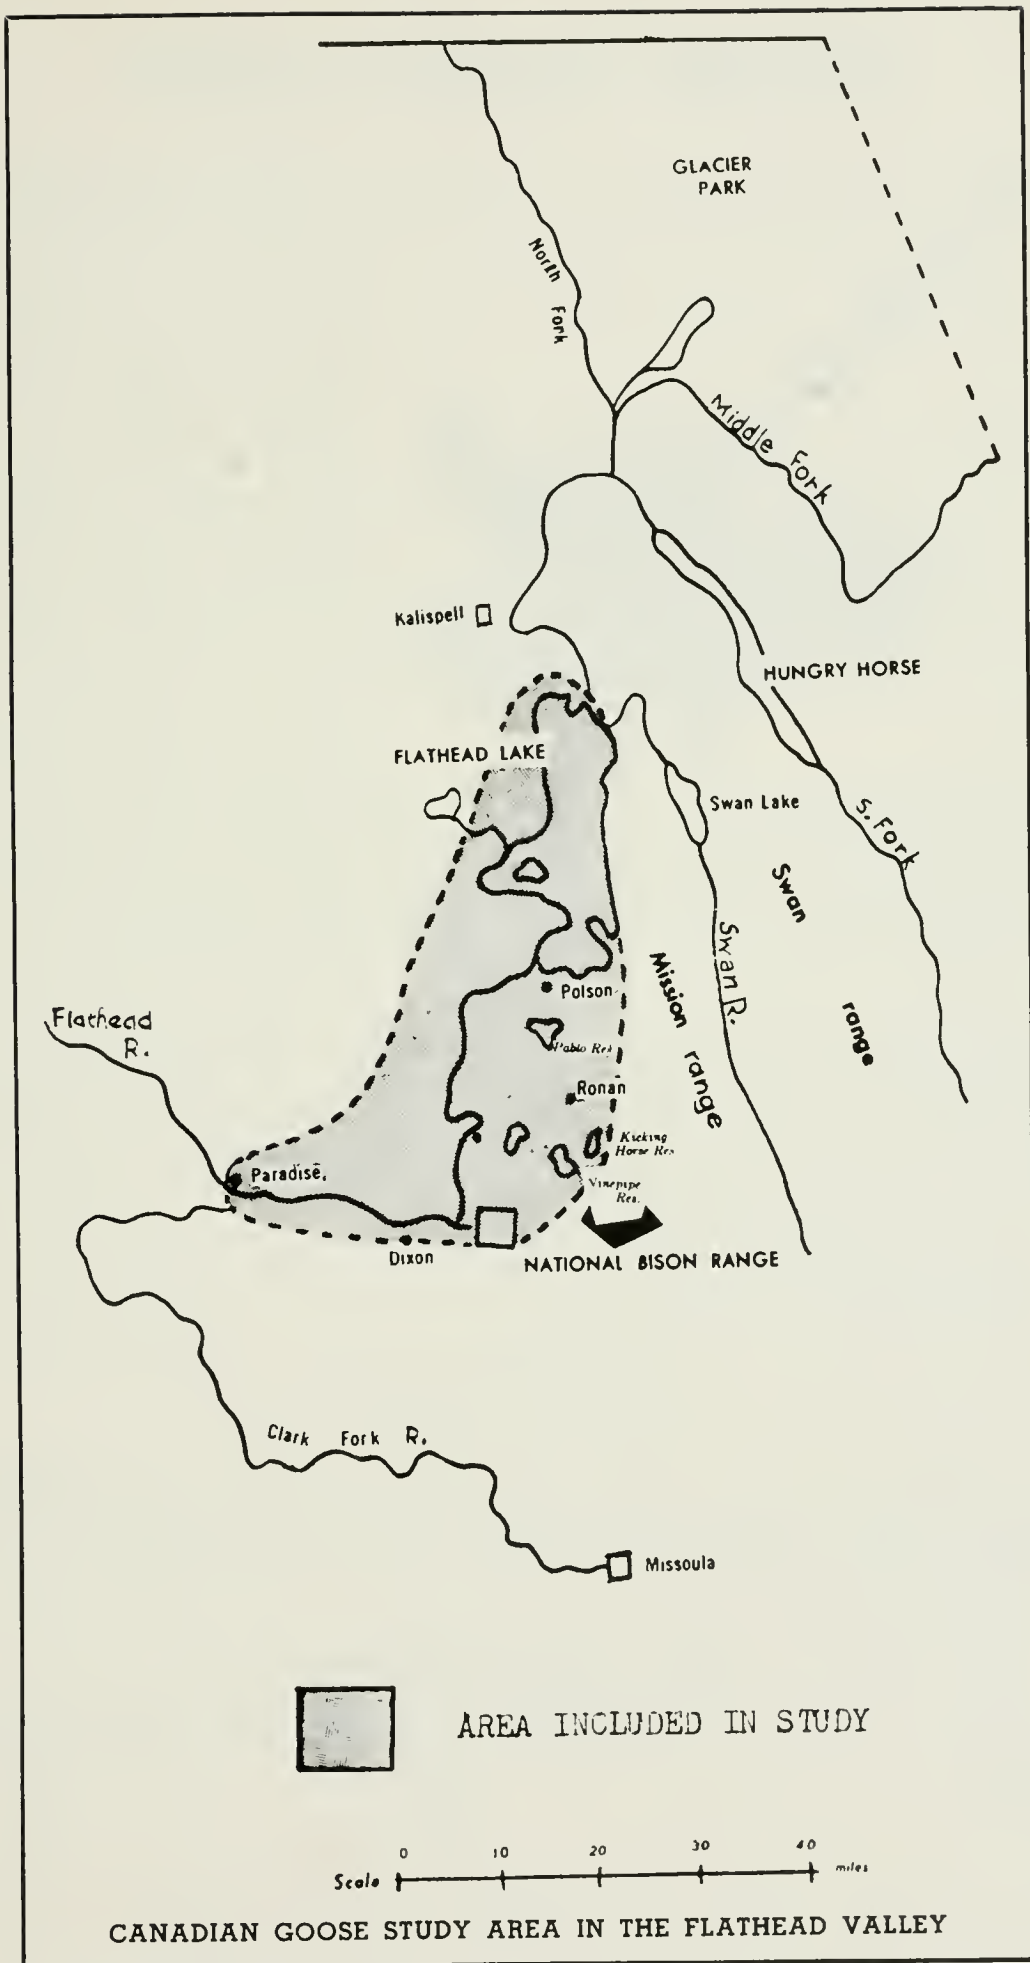 GLACIER
PARK
North
Fork
Middle Fork
Kalispell
HUNGRY HORSE
FLATHEAD LAKE
Swan Lake
S. Fork
Swan
range
Swan R.
Mission range
Polson
Flathead
R.
Pablo Res
Ronan
Kicking
Horse Res
Paradise.
Ninepipe
Res.
Dixon
NATIONAL BISON RANGE
Clark Fork R.
Missoula
AREA INCLUDED IN STUDY
0 10 20 30 40
Scale miles
CANADIAN GOOSE STUDY AREA IN THE FLATHEAD VALLEY